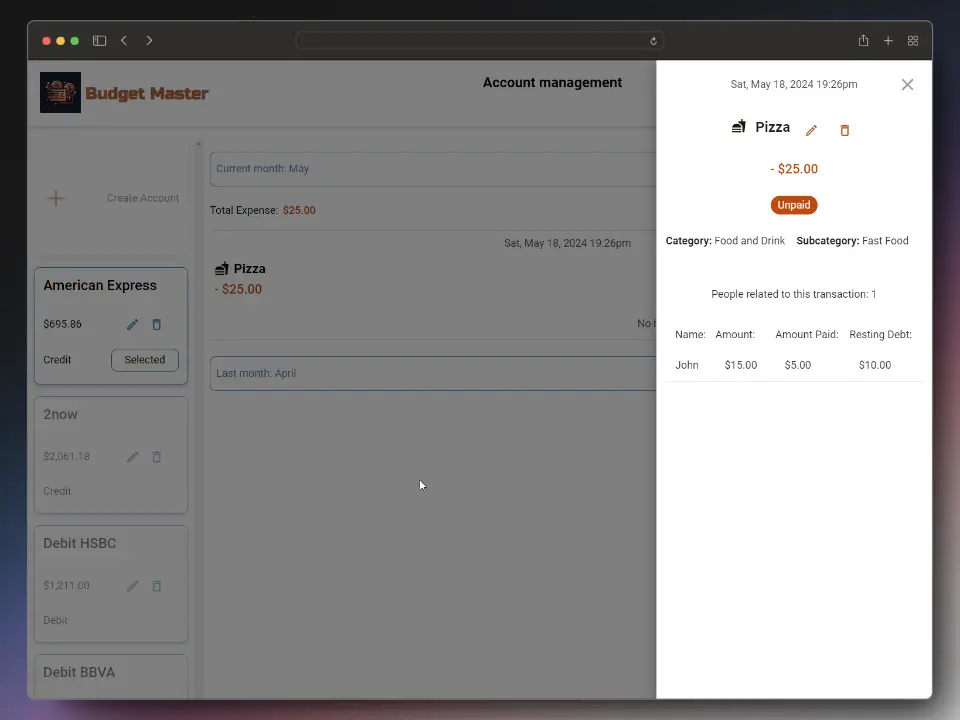 Budget Master
Account management
Create Account
American Express
$695.86
Credit
Selected
2now
$2,061.18
Credit
Debit HSBC
$1,211.00
Debit
Debit BBVA
Current month: May
Total Expense: $25.00
Sat, May 18, 2024 19:26pm
Pizza
- $25.00
No
Last month: April
Sat, May 18, 2024 19:26pm
Pizza
- $25.00
Unpaid
Category: Food and Drink Subcategory: Fast Food
People related to this transaction: 1
Name: Amount: Amount Paid: Resting Debt:
John $15.00 $5.00 $10.00